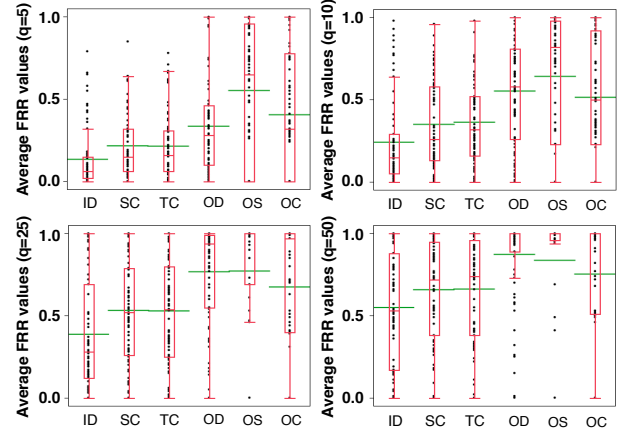 Average FRR values (q=5)
1.0
0.5
0.0
ID SC TC OD OS OC
Average FRR values (q=10)
1.0
0.5
0.0
ID SC TC OD OS OC
Average FRR values (q=25)
1.0
0.5
0.0
ID SC TC OD OS OC
Average FRR values (q=50)
1.0
0.5
0.0
ID SC TC OD OS OC